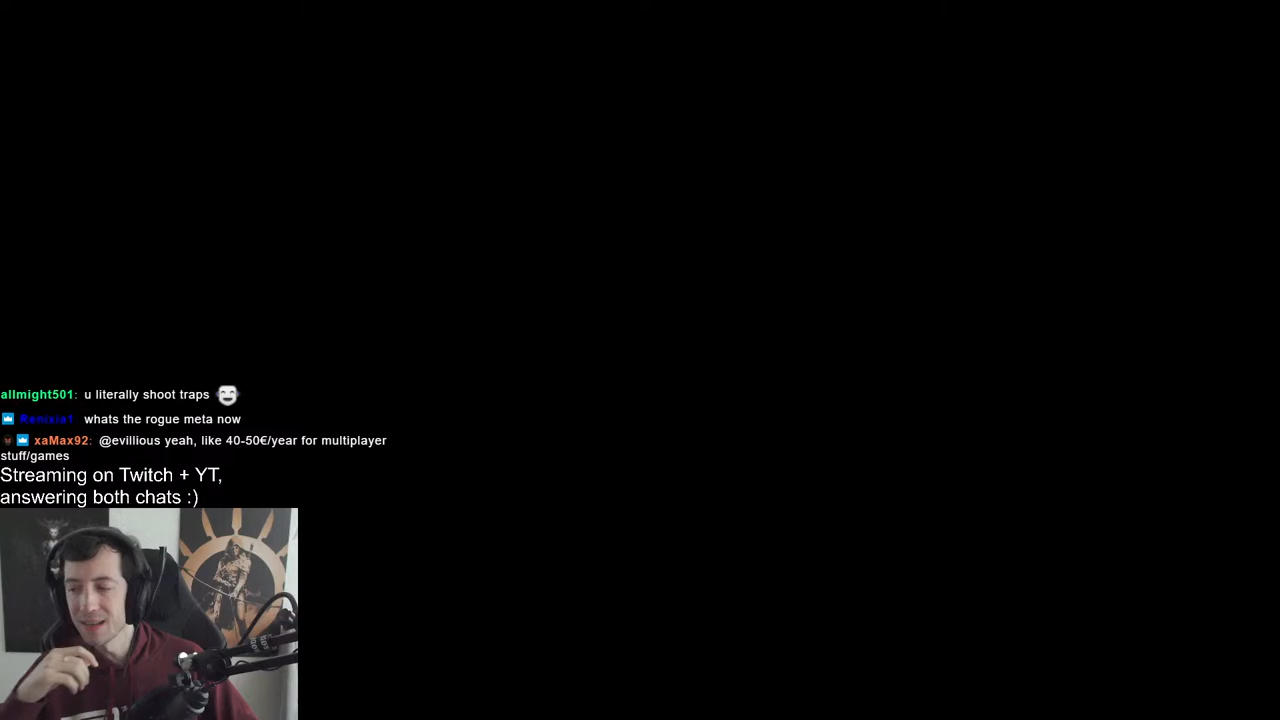 allmight501: u literally shoot traps
Renixia1 whats the rogue meta now
xaMax92: @evillious yeah, like 40-50€/year for multiplayer
stuff/games
Streaming on Twitch + YT,
answering both chats :)